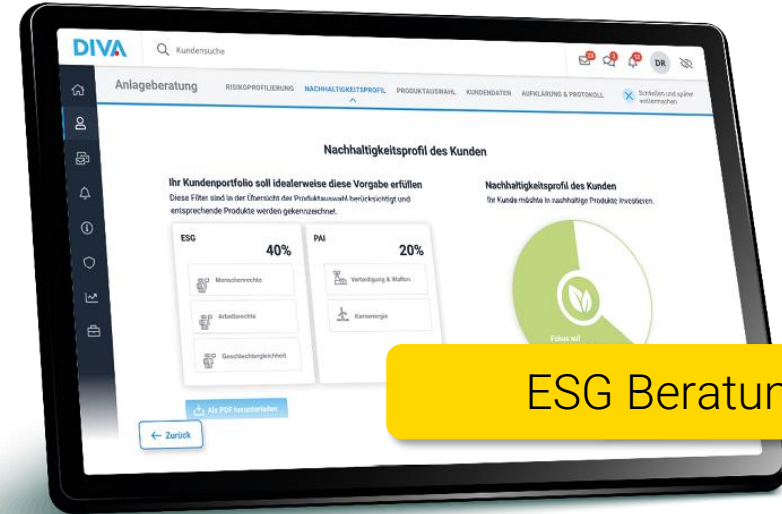 DIVA
Kundensuche
DR
Anlageberatung
RISIKOPROFILIERUNG
NACHHALTIGKEITSPROFIL
PRODUKTAUSWAHL
KUNDENDATEN
AUFKLÄRUNG & PROTOKOLL
Schließen und später
weitermachen
Nachhaltigkeitsprofil des Kunden
Ihr Kundenportfolio soll idealerweise diese Vorgabe erfüllen
Diese Filter sind in der Übersicht der Produktauswahl berücksichtigt und
entsprechende Produkte werden gekennzeichnet.
ESG
40%
Menschenrechte
Arbeitsrechte
Geschlechtergleichheit
PAI
20%
Verteidigung & Waffen
Kernenergie
Nachhaltigkeitsprofil des Kunden
Ihr Kunde möchte in nachhaltige Produkte investieren.
Fokus auf
Als PDF herunterladen
← Zurück
ESG Beratun